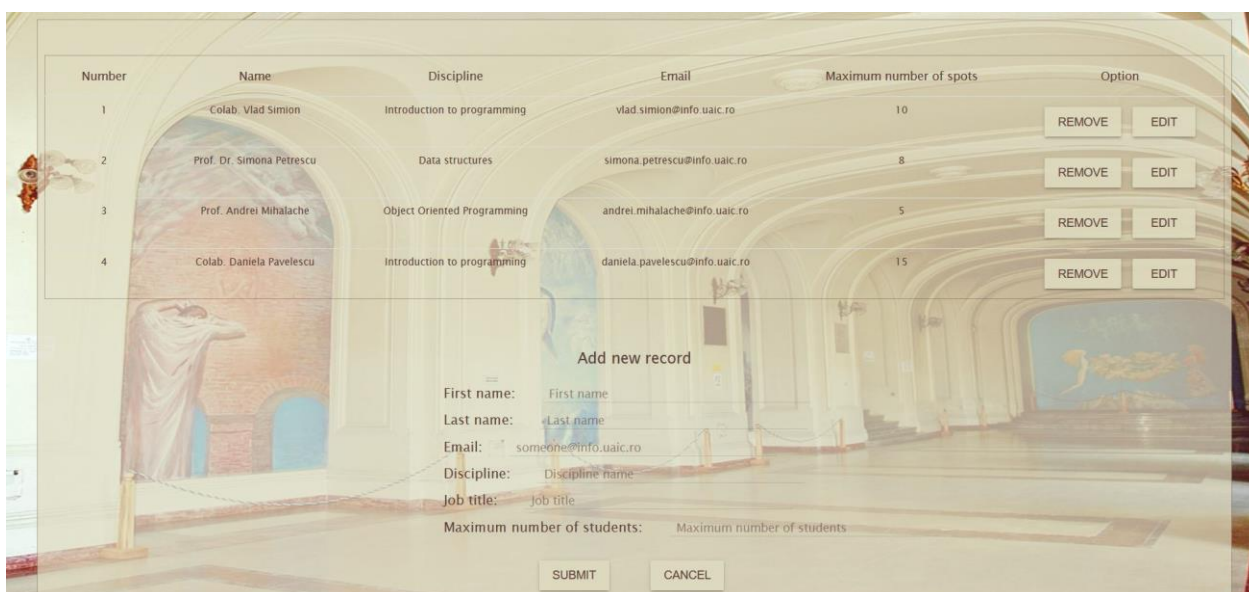 Number Name Discipline Email Maximum number of spots Option
1 Colab. Vlad Simion Introduction to programming vlad.simion@info.uaic.ro 10 REMOVE EDIT
2 Prof. Dr. Simona Petrescu Data structures simona.petrescu@info.uaic.ro 8 REMOVE EDIT
3 Prof. Andrei Mihalache Object Oriented Programming andrei.mihalache@info.uaic.ro 5 REMOVE EDIT
4 Colab. Daniela Pavelescu Introduction to programming daniela.pavelescu@info.uaic.ro 15 REMOVE EDIT
Add new record
First name: First name
Last name: Last name
Email: someone@info.uaic.ro
Discipline: Discipline name
Job title: Job title
Maximum number of students: Maximum number of students
SUBMIT CANCEL